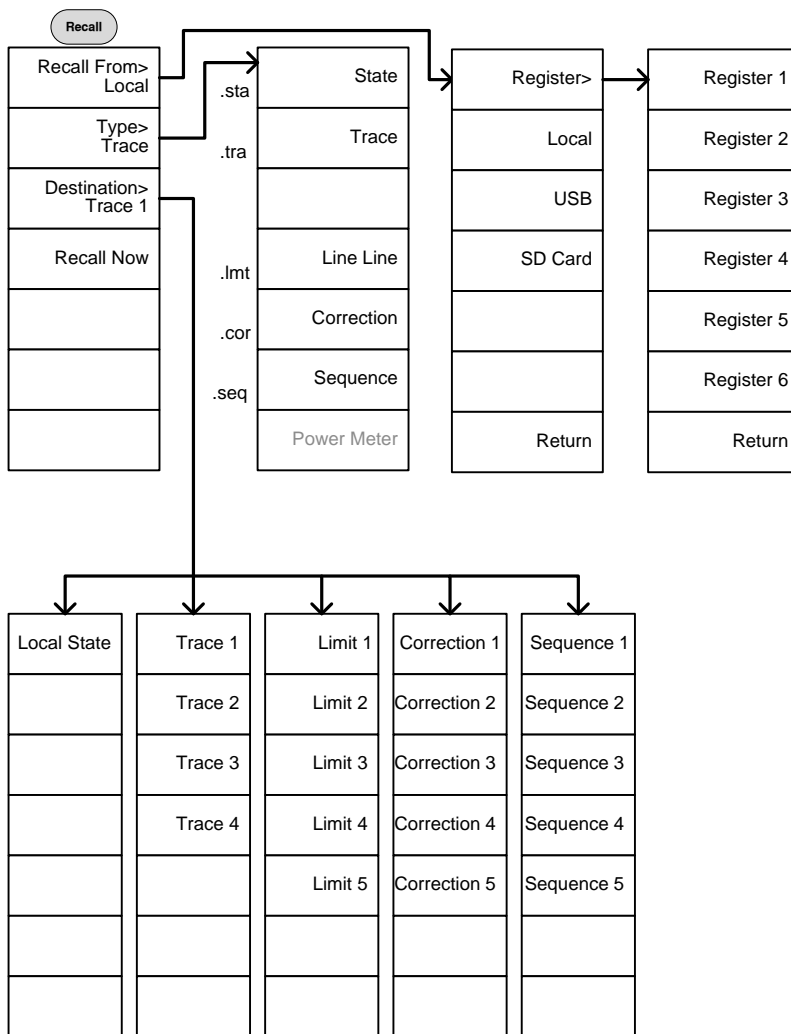 Recall
Recall From>
Local
Type>
Trace
Destination>
Trace 1
Recall Now
.sta
.tra
.lmt
.cor
.seq
State
Trace
Line Line
Correction
Sequence
Power Meter
Register>
Local
USB
SD Card
Return
Register 1
Register 2
Register 3
Register 4
Register 5
Register 6
Return
Local State
Trace 1
Trace 2
Trace 3
Trace 4
Limit 1
Limit 2
Limit 3
Limit 4
Limit 5
Correction 1
Correction 2
Correction 3
Correction 4
Correction 5
Sequence 1
Sequence 2
Sequence 3
Sequence 4
Sequence 5